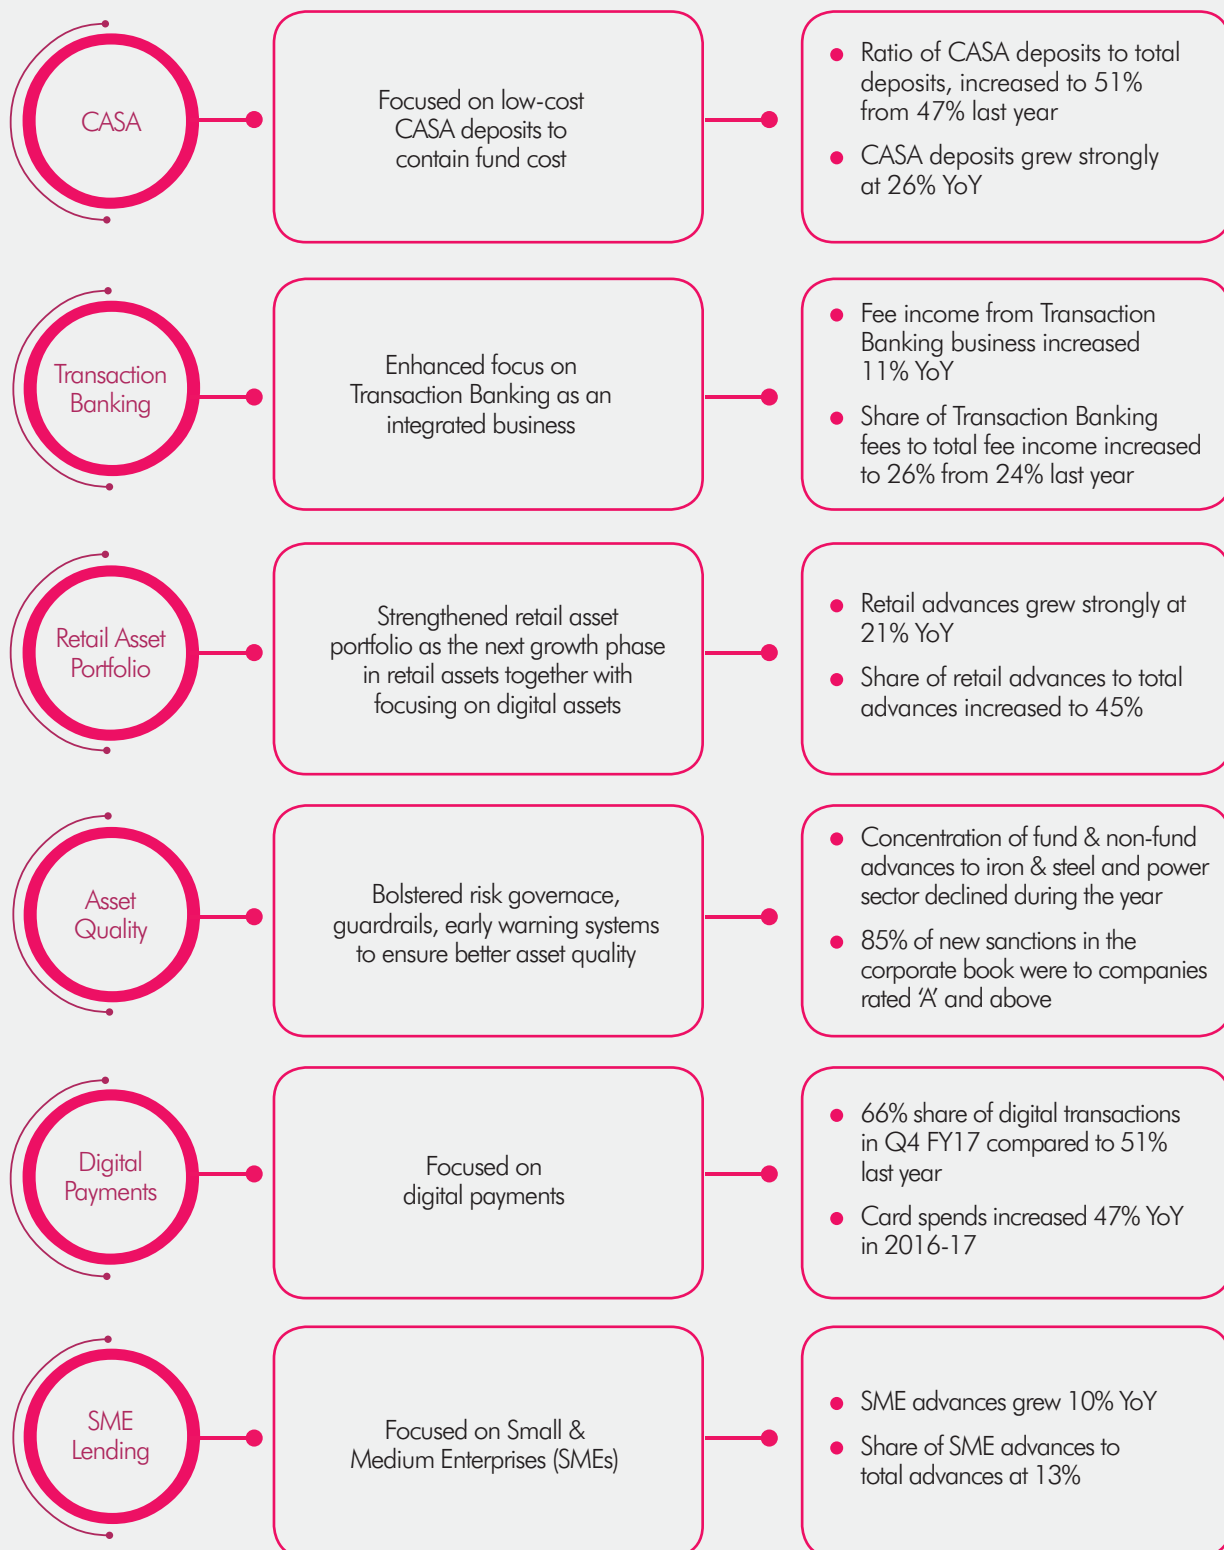 CASA
Focused on low-cost
CASA deposits to
contain fund cost
Ratio of CASA deposits to total
deposits, increased to 51%
from 47% last year
CASA deposits grew strongly
at 26% YoY
Transaction
Banking
Enhanced focus on
Transaction Banking as an
integrated business
Fee income from Transaction
Banking business increased
11% YoY
Share of Transaction Banking
fees to total fee income increased
to 26% from 24% last year
Retail Asset
Portfolio
Strengthened retail asset
portfolio as the next growth phase
in retail assets together with
focusing on digital assets
Retail advances grew strongly at
21% YoY
Share of retail advances to total
advances increased to 45%
Asset
Quality
Bolstered risk governace,
guardrails, early warning systems
to ensure better asset quality
Concentration of fund & non-fund
advances to iron & steel and power
sector declined during the year
85% of new sanctions in the
corporate book were to companies
rated ‘A’ and above
Digital
Payments
Focused on
digital payments
66% share of digital transactions
in Q4 FY17 compared to 51%
last year
Card spends increased 47% YoY
in 2016-17
SME
Lending
Focused on Small &
Medium Enterprises (SMEs)
SME advances grew 10% YoY
Share of SME advances to
total advances at 13%